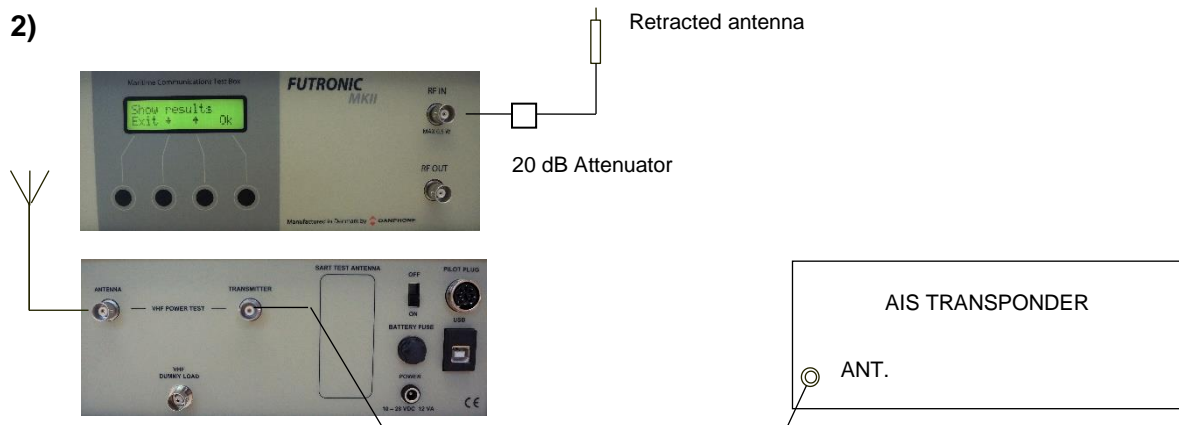 2)
Retracted antenna
Maritime Communications Test Box
FUTRONIC
MKII
RF IN
Show results
Exit ↓ ↑ Ok
20 dB Attenuator
RF OUT
Manufactured in Denmark by DANPHONE
SART TEST ANTENNA
OFF
PILOT PLUG
ANTENNA
VHF POWER TEST
TRANSMITTER
ON
USB
BATTERY FUSE
AIS TRANSPONDER
VHF
DUMMY LOAD
POWER
ANT.
10 – 28 VDC 12 VA
CE